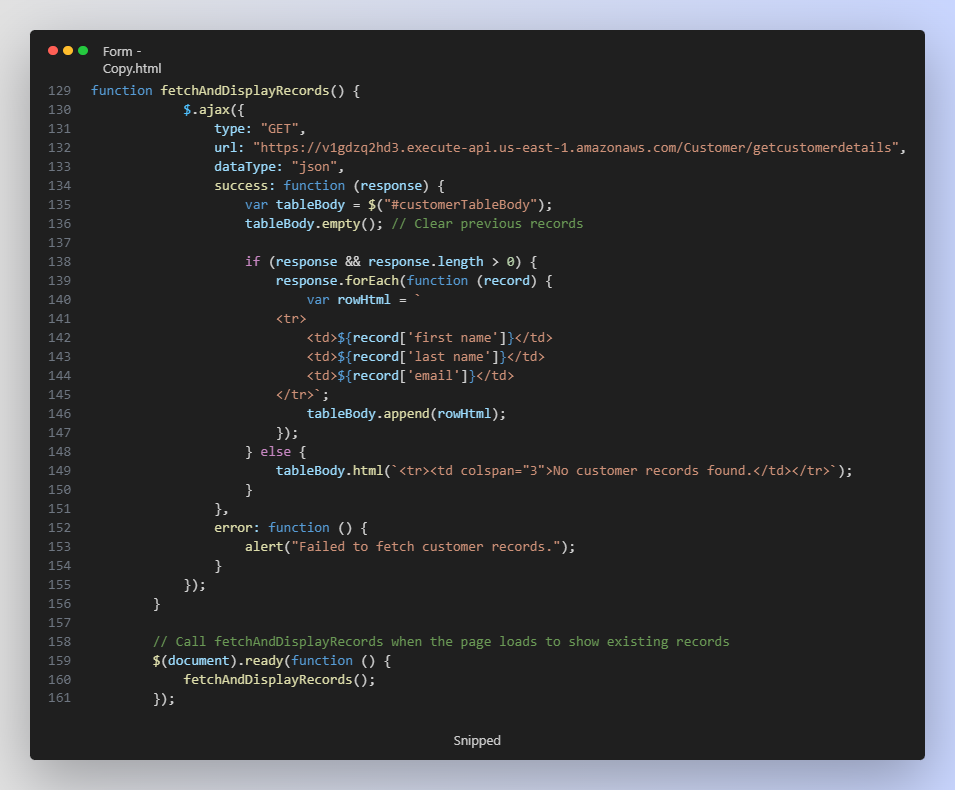 Form -
Copy.html
129 function fetchAndDisplayRecords() {
130 $.ajax({
131 type: "GET",
132 url: "https://v1gdzq2hd3.execute-api.us-east-1.amazonaws.com/Customer/getcustomerdetails",
133 dataType: "json",
134 success: function (response) {
135 var tableBody = $("#customerTableBody");
136 tableBody.empty(); // Clear previous records
137
138 if (response && response.length > 0) {
139 response.forEach(function (record) {
140 var rowHtml = `
141 <tr>
142 <td>${record['first name']}</td>
143 <td>${record['last name']}</td>
144 <td>${record['email']}</td>
145 </tr>`;
146 tableBody.append(rowHtml);
147 });
148 } else {
149 tableBody.html(`<tr><td colspan="3">No customer records found.</td></tr>`);
150 }
151 },
152 error: function () {
153 alert("Failed to fetch customer records.");
154 }
155 });
156 }
157
158 // Call fetchAndDisplayRecords when the page loads to show existing records
159 $(document).ready(function () {
160 fetchAndDisplayRecords();
161 });
Snipped